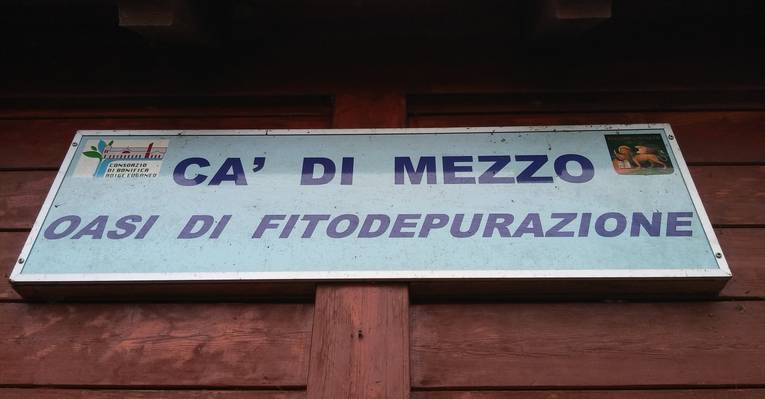 CONSORZIO
DI BONIFICA
ADIGE EUGANEO
CA' DI MEZZO
OASI DI FITODEPURAZIONE